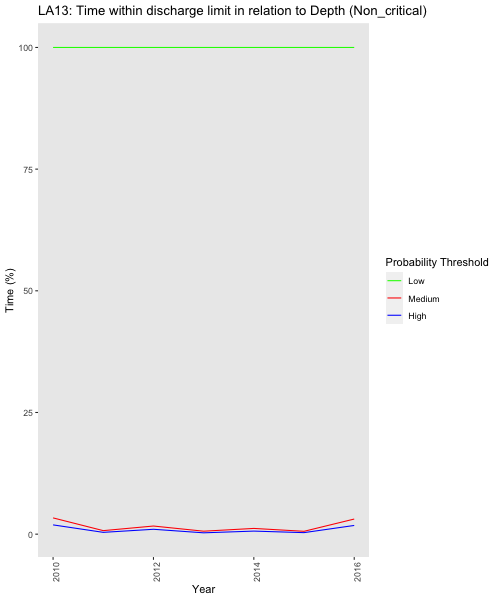 LA13: Time within discharge limit in relation to Depth (Non_critical)
100
75
50
25
0
Time (%)
2010
2012
2014
2016
Year
Probability Threshold
Low
Medium
High